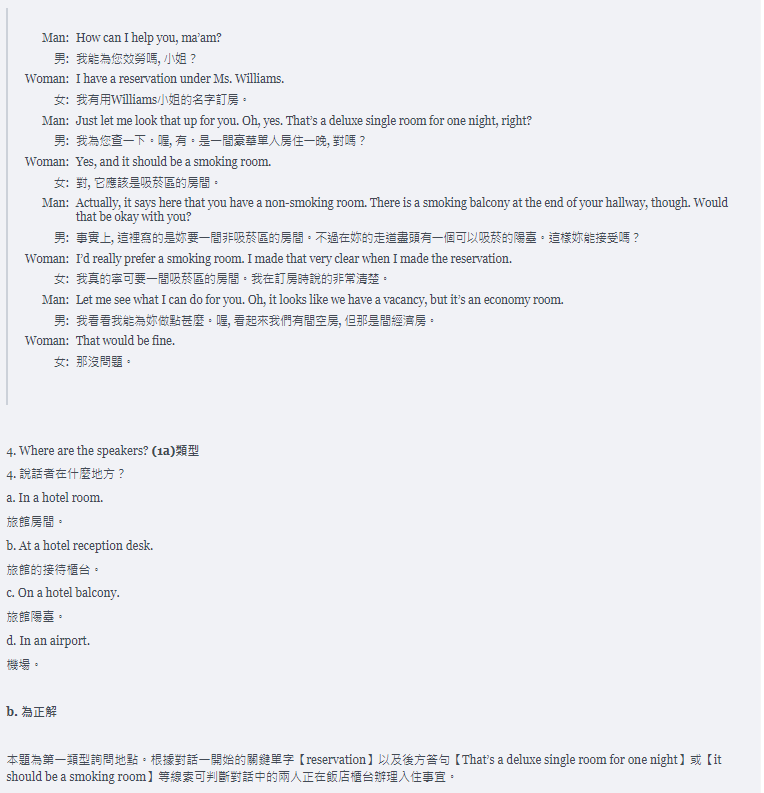 Man: How can I help you, ma'am?
男: 我能為您效勞嗎, 小姐？
Woman: I have a reservation under Ms. Williams.
女: 我有用Williams小姐的名字訂房。
Man: Just let me look that up for you. Oh, yes. That's a deluxe single room for one night, right?
男: 我為您查一下。喔, 有。是一間豪華單人房住一晚, 對嗎？
Woman: Yes, and it should be a smoking room.
女: 對, 它應該是吸菸區的房間。
Man: Actually, it says here that you have a non-smoking room. There is a smoking balcony at the end of your hallway, though. Would
that be okay with you?
男: 事實上, 這裡寫的是妳要一間非吸菸區的房間。不過在妳的走道盡頭有一個可以吸菸的陽臺。這樣妳能接受嗎？
Woman: I'd really prefer a smoking room. I made that very clear when I made the reservation.
女: 我真的寧可要一間吸菸區的房間。我在訂房時說的非常清楚。
Man: Let me see what I can do for you. Oh, it looks like we have a vacancy, but it's an economy room.
男: 我看看我能為妳做點甚麼。喔, 看起來我們有間空房, 但那是間經濟房。
Woman: That would be fine.
女: 那沒問題。
4. Where are the speakers? (1a)類型
4. 說話者在什麼地方？
a. In a hotel room.
旅館房間。
b. At a hotel reception desk.
旅館的接待櫃台。
c. On a hotel balcony.
旅館陽臺。
d. In an airport.
機場。
b. 為正解
本題為第一類型詢問地點。根據對話一開始的關鍵單字【reservation】以及後方答句【That's a deluxe single room for one night】或【it
should be a smoking room】等線索可判斷對話中的兩人正在飯店櫃台辦理入住事宜。